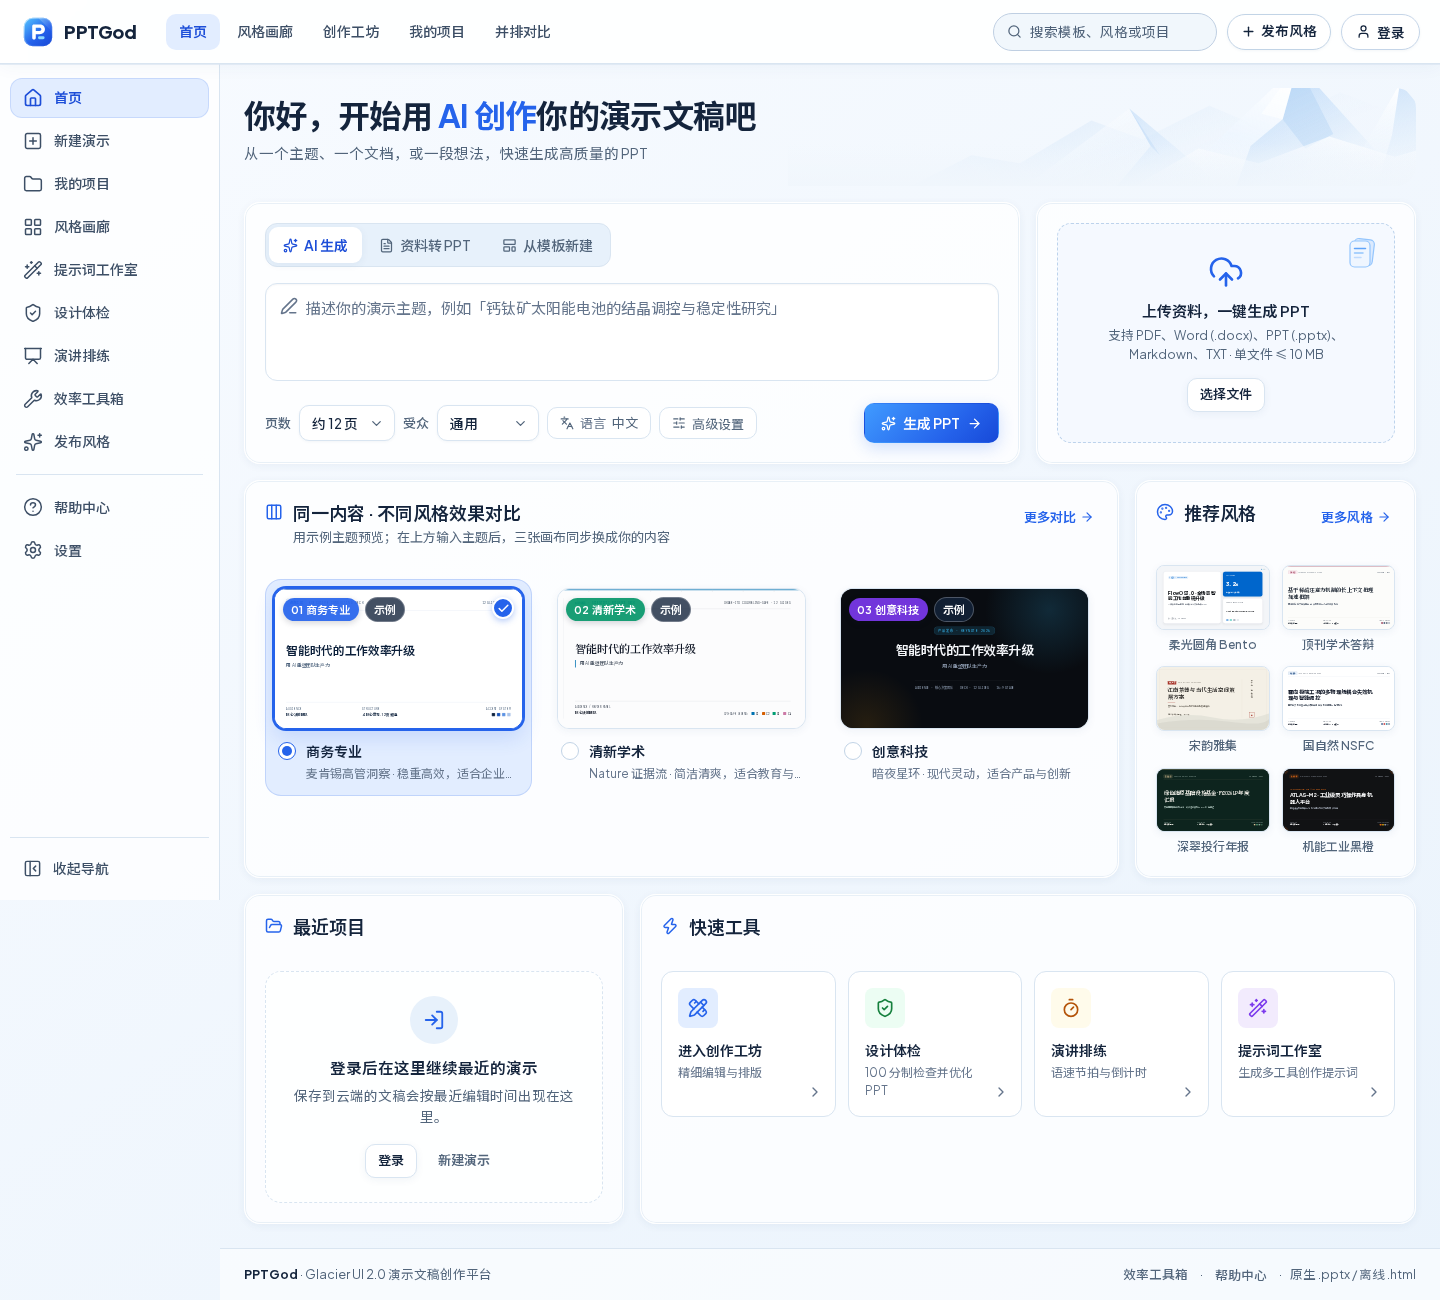 PPTGod
首页
风格画廊
创作工坊
我的项目
并排对比
搜索模板、风格或项目
发布风格
登录
首页
新建演示
我的项目
风格画廊
提示词工作室
设计体检
演讲排练
效率工具箱
发布风格
帮助中心
设置
收起导航
你好，开始用 AI 创作你的演示文稿吧
从一个主题、一个文档，或一段想法，快速生成高质量的 PPT
AI 生成
资料转 PPT
从模板新建
描述你的演示主题，例如「钙钛矿太阳能电池的结晶调控与稳定性研究」
页数
约 12 页
受众
通用
语言 中文
高级设置
生成 PPT
上传资料，一键生成 PPT
支持 PDF、Word (.docx)、PPT (.pptx)、
Markdown、TXT · 单文件 ≤ 10 MB
选择文件
同一内容 · 不同风格效果对比
用示例主题预览；在上方输入主题后，三张画布同步换成你的内容
更多对比
01 商务专业
示例
智能时代的工作效率升级
商务专业
麦肯锡高管洞察 · 稳重高效，适合企业...
02 清新学术
示例
智能时代的工作效率升级
清新学术
Nature 证据流 · 简洁清爽，适合教育与...
03 创意科技
示例
智能时代的工作效率升级
创意科技
暗夜星环 · 现代灵动，适合产品与创新
推荐风格
更多风格
柔光圆角 Bento
顶刊学术答辩
宋韵雅集
国自然 NSFC
深翠投行年报
机能工业黑橙
最近项目
登录后在这里继续最近的演示
保存到云端的文稿会按最近编辑时间出现在这
里。
登录
新建演示
快速工具
进入创作工坊
精细编辑与排版
设计体检
100 分制检查并优化
PPT
演讲排练
语速节拍与倒计时
提示词工作室
生成多工具创作提示词
PPTGod · Glacier UI 2.0 演示文稿创作平台
效率工具箱 · 帮助中心 · 原生 .pptx / 离线 .html